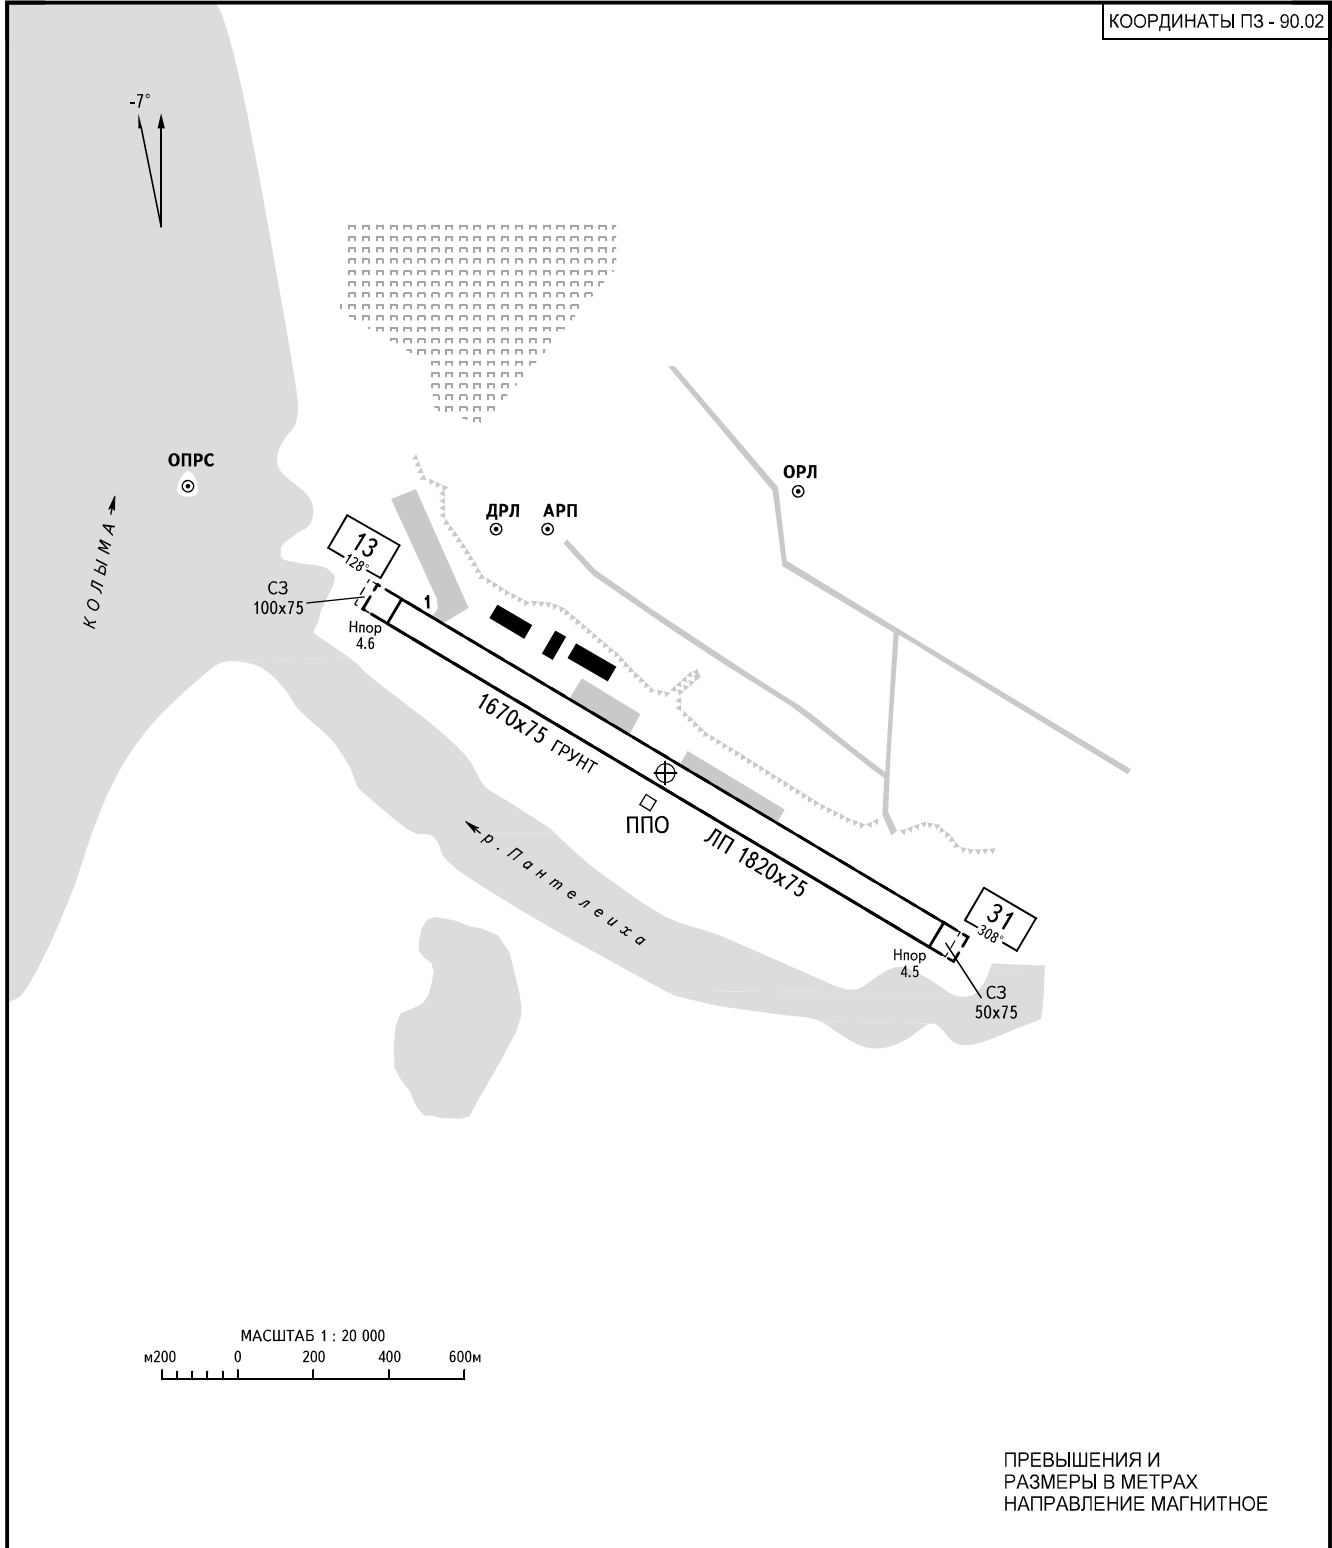 КООРДИНАТЫ ПЗ - 90.02
-7°
ОПРС
ОРЛ
ДРЛ
АРП
КОЛЫМА
13
128°
СЗ
100x75
1
Нпор
4.6
1670x75 ГРУНТ
ППО
ЛП 1820x75
р. Пантелеиха
31
308°
Нпор
4.5
СЗ
50x75
МАСШТАБ 1 : 20 000
м200 0 200 400 600м
ПРЕВЫШЕНИЯ И
РАЗМЕРЫ В МЕТРАХ
НАПРАВЛЕНИЕ МАГНИТНОЕ